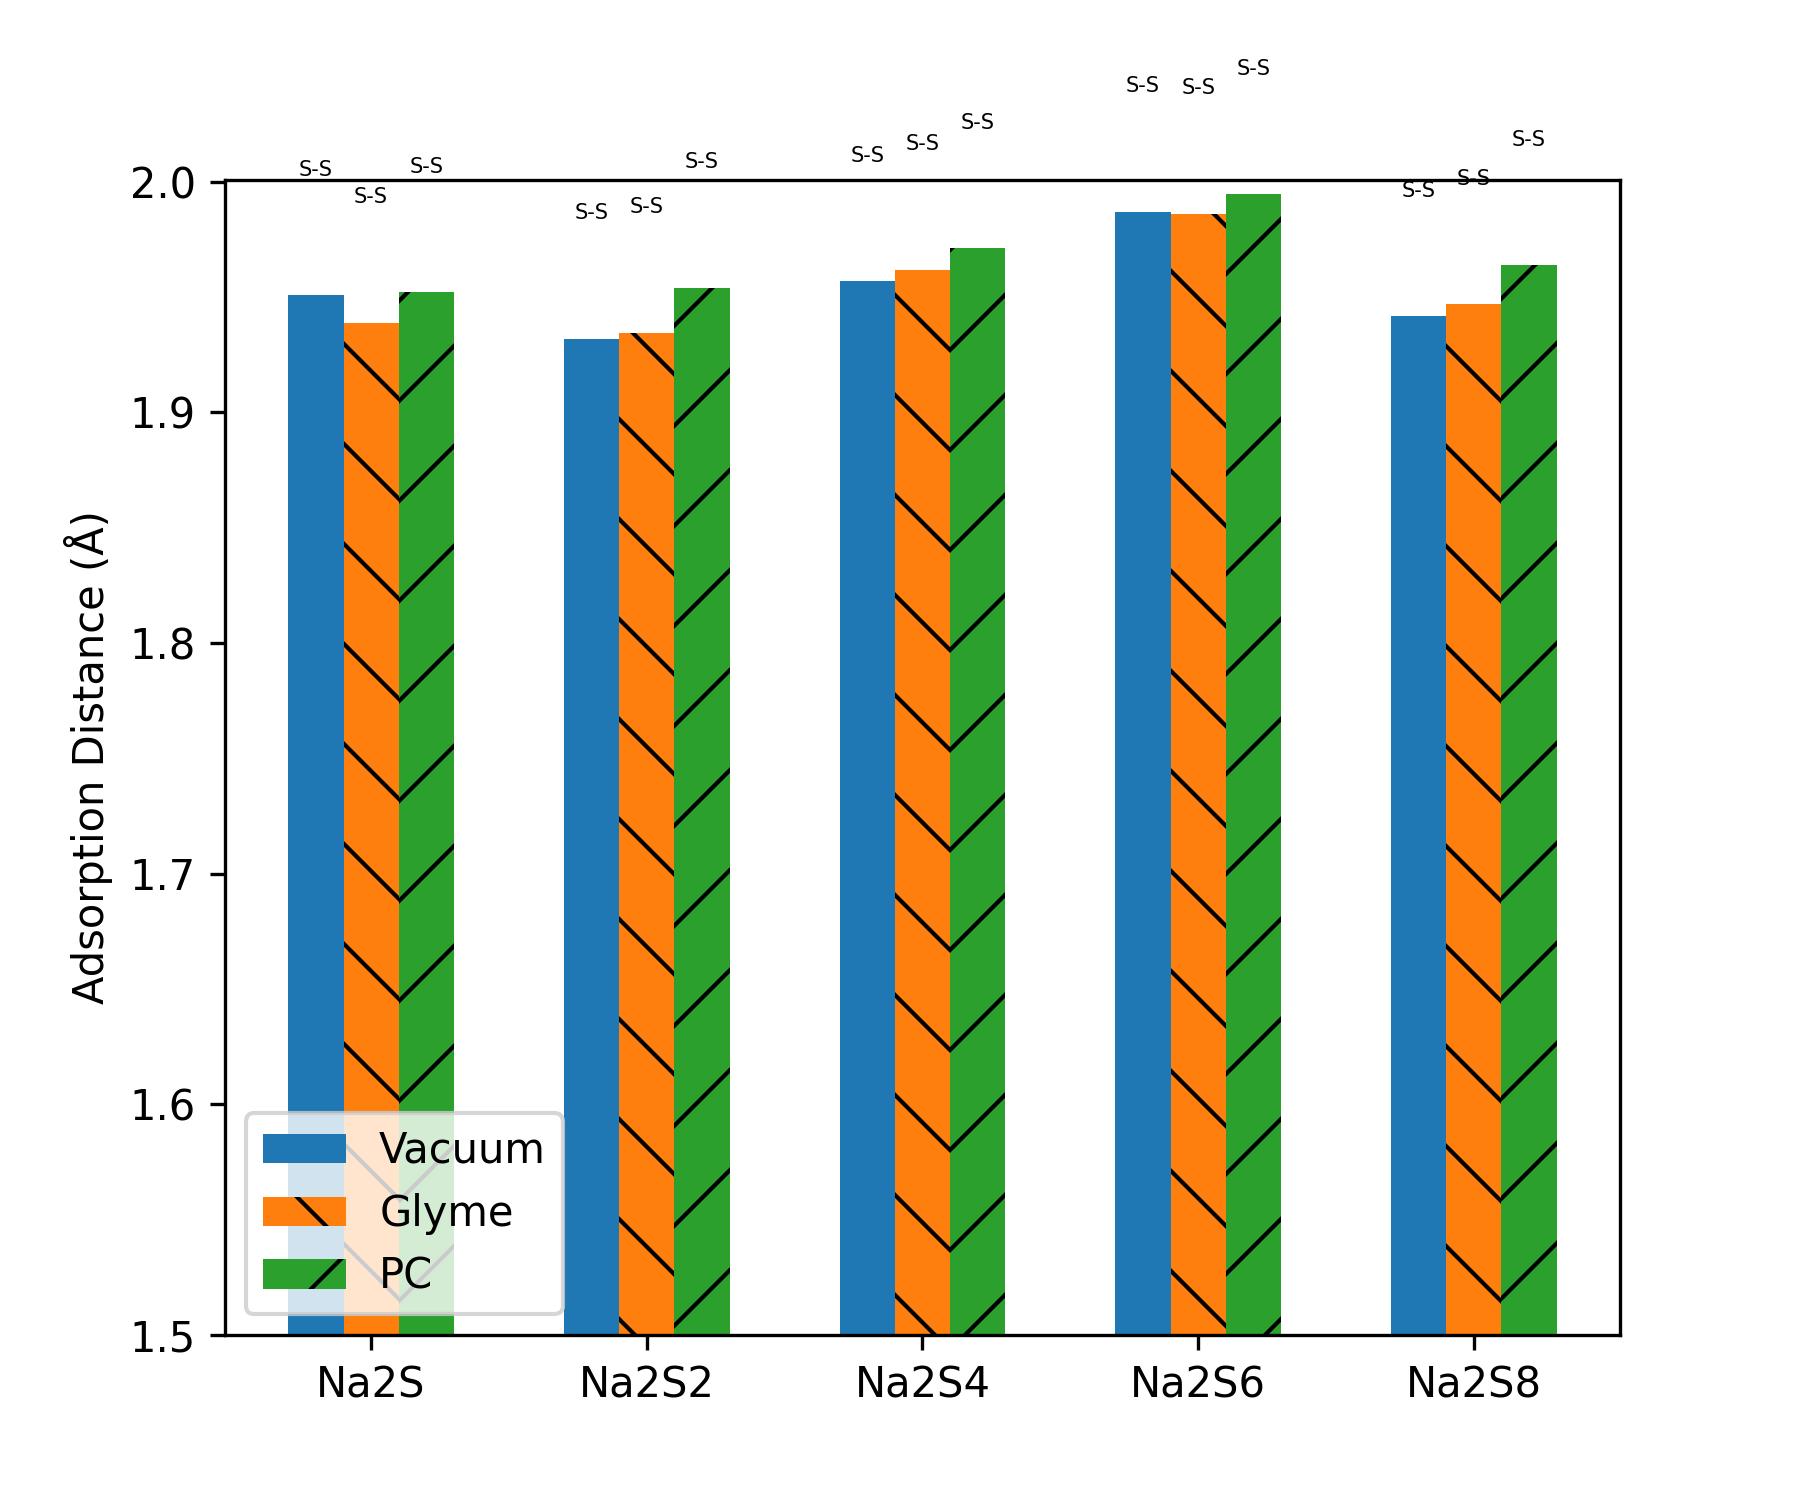 S-S S-S S-S
S-S S-S S-S
S-S S-S S-S
S-S S-S S-S
S-S S-S S-S
2.0
1.9
1.8
1.7
1.6
1.5
Adsorption Distance (Å)
Vacuum
Glyme
PC
Na2S Na2S2 Na2S4 Na2S6 Na2S8